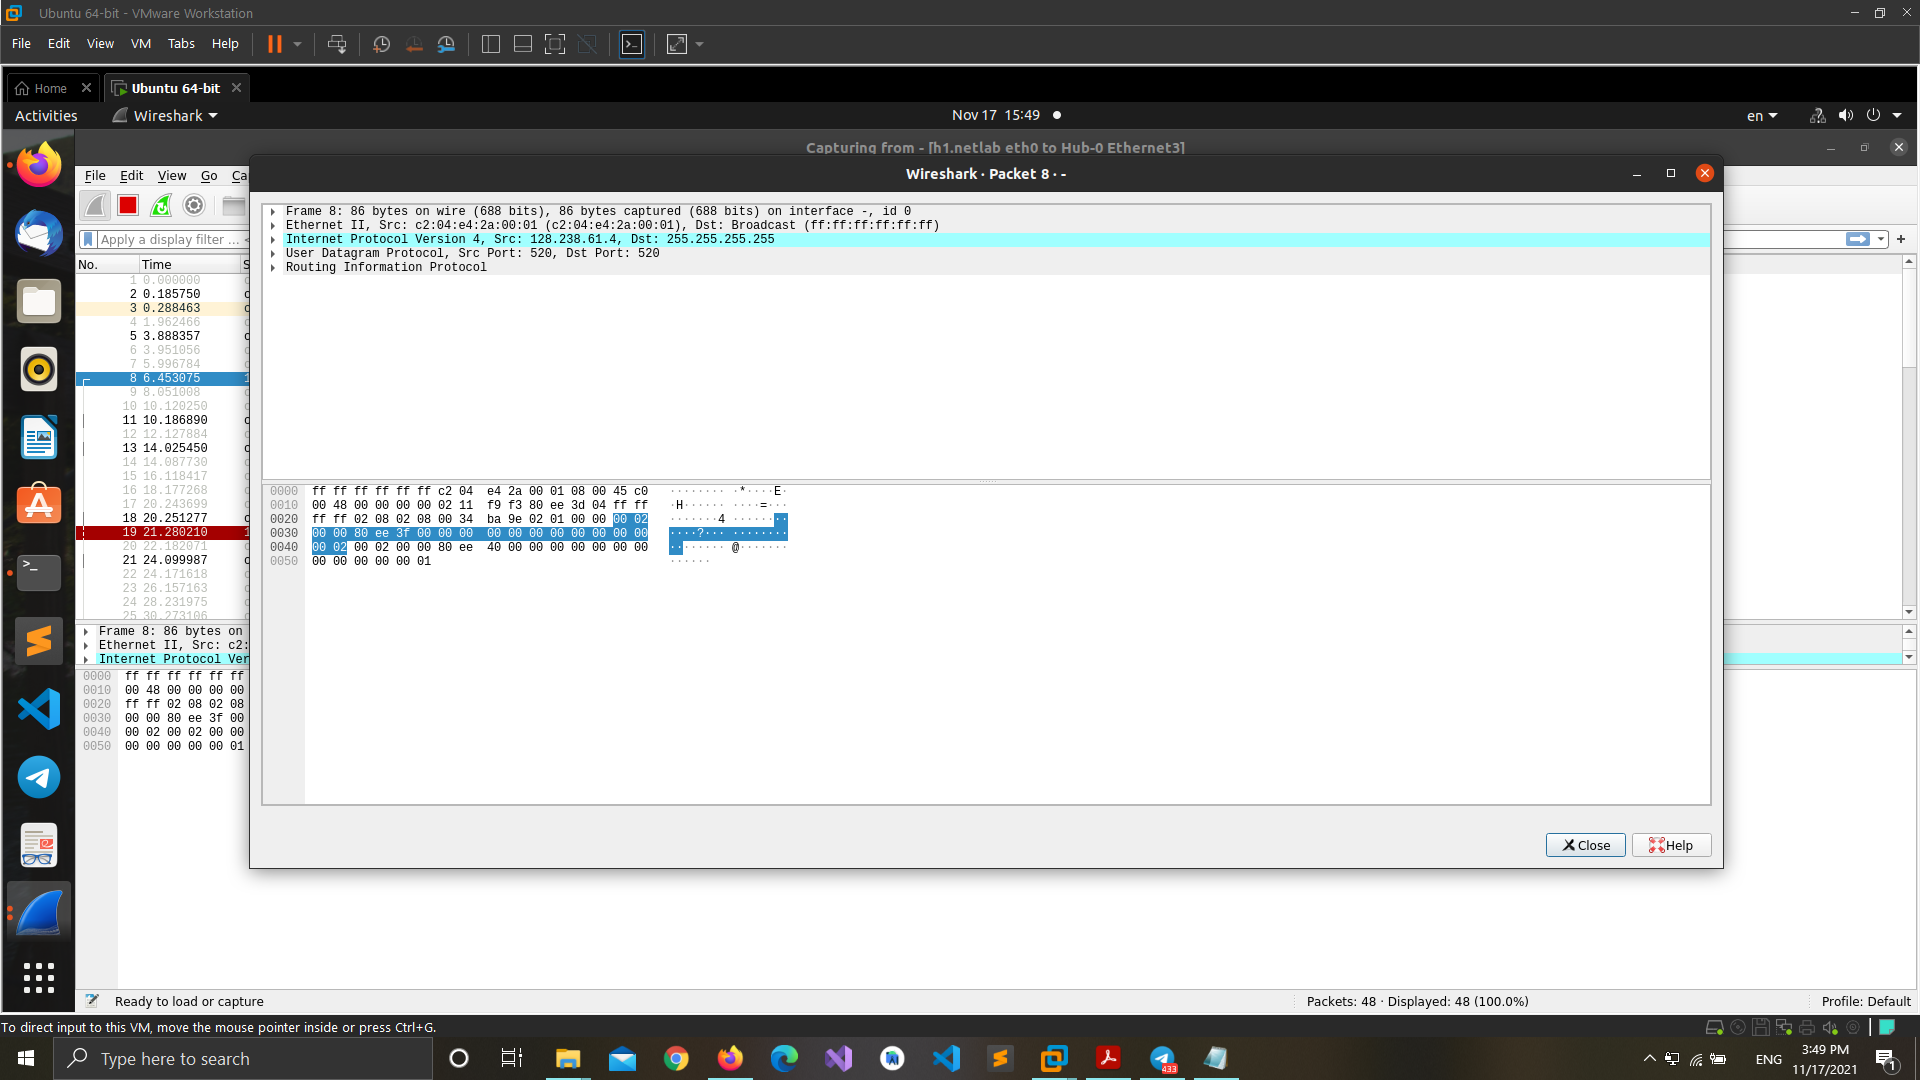 Ubuntu 64-bit - VMware Workstation
File Edit View VM Tabs Help
Home
Ubuntu 64-bit
Activities
Wireshark
Nov 17 15:49
en
Capturing from - [h1.netlab eth0 to Hub-0 Ethernet3]
Wireshark · Packet 8 · -
File Edit View Go Ca
Apply a display filter ...
No. Time S
1 0.000000
2 0.185750
3 0.288463
4 1.962466
5 3.888357
6 3.951056
7 5.996784
8 6.453075
9 8.051008
10 10.120250
11 10.186890
12 12.127884
13 14.025450
14 14.087730
15 16.118417
16 18.177268
17 20.243699
18 20.251277
19 21.280210
20 22.182071
21 24.099987
22 24.171618
23 26.157163
24 28.231975
25 30.273106
Frame 8: 86 bytes on wire (688 bits), 86 bytes captured (688 bits) on interface -, id 0
Ethernet II, Src: c2:04:e4:2a:00:01 (c2:04:e4:2a:00:01), Dst: Broadcast (ff:ff:ff:ff:ff:ff)
Internet Protocol Version 4, Src: 128.238.61.4, Dst: 255.255.255.255
User Datagram Protocol, Src Port: 520, Dst Port: 520
Routing Information Protocol
0000 ff ff ff ff ff ff c2 04 e4 2a 00 01 08 00 45 c0 ········ ·*····E·
0010 00 48 00 00 00 00 02 11 f9 f3 80 ee 3d 04 ff ff ·H······ ····=···
0020 ff ff 02 08 02 08 00 34 ba 9e 02 01 00 00 00 02 ·······4 ········
0030 00 00 80 ee 3f 00 00 00 00 00 00 00 00 00 00 00 ····?··· ········
0040 00 02 00 02 00 00 80 ee 40 00 00 00 00 00 00 00 ········ @·······
0050 00 00 00 00 00 01 ······
Close
Help
Frame 8: 86 bytes on
Ethernet II, Src: c2:
Internet Protocol Ver
0000 ff ff ff ff ff ff
0010 00 48 00 00 00 00
0020 ff ff 02 08 02 08
0030 00 00 80 ee 3f 00
0040 00 02 00 02 00 00
0050 00 00 00 00 00 01
Ready to load or capture
Packets: 48 · Displayed: 48 (100.0%)
Profile: Default
To direct input to this VM, move the mouse pointer inside or press Ctrl+G.
Type here to search
433
ENG
3:49 PM
11/17/2021
1